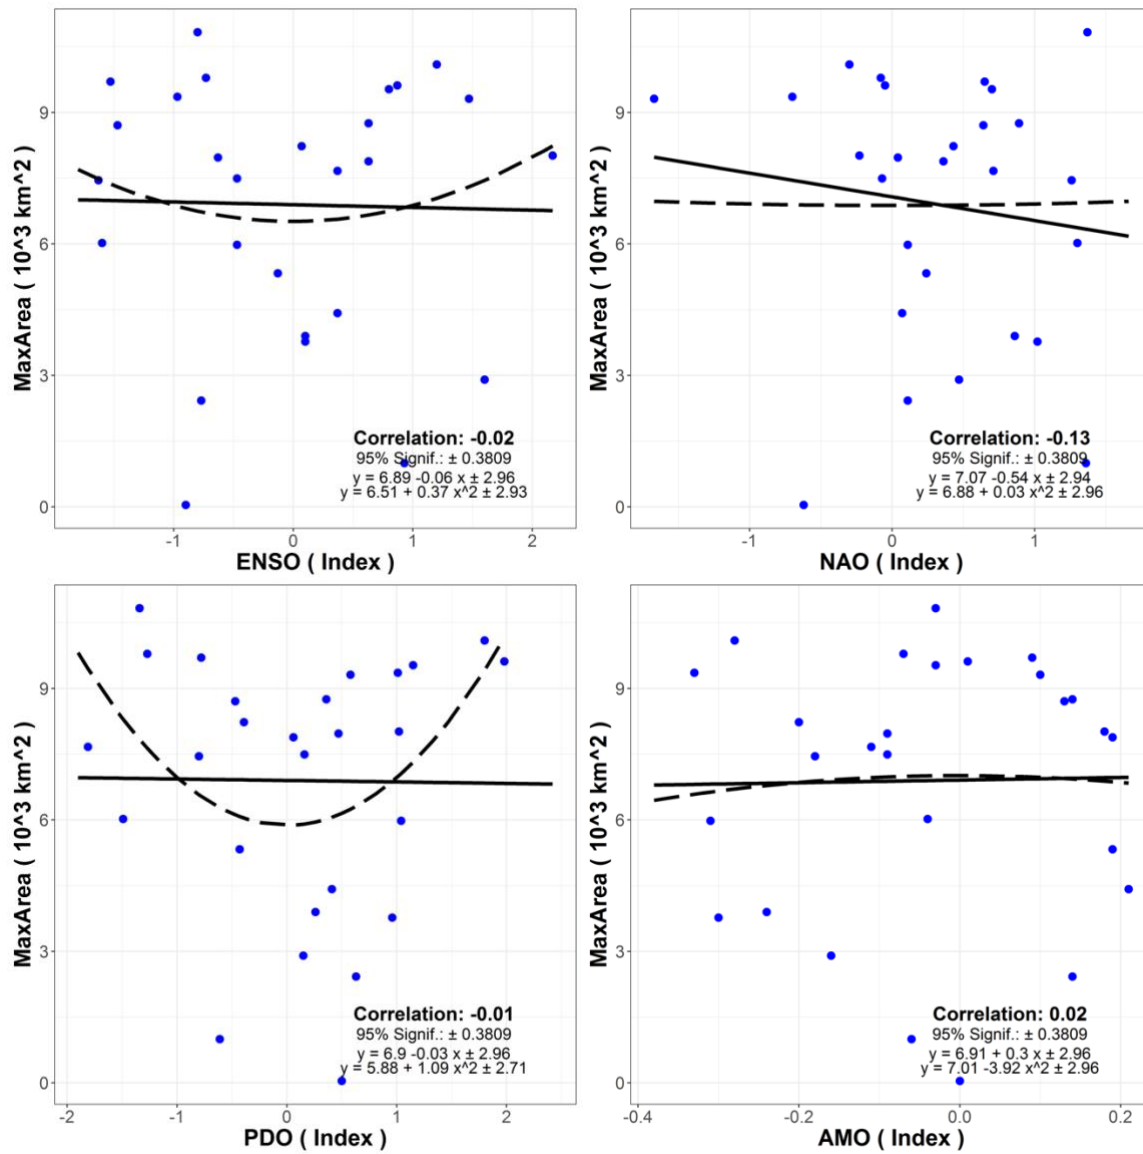 9
6
3
0
MaxArea ( 10^3 km^2 )
Correlation: -0.02
95% Signif.: ± 0.3809
y = 6.89 -0.06 x ± 2.96
y = 6.51 + 0.37 x^2 ± 2.93
-1
0
1
2
ENSO ( Index )
9
6
3
0
MaxArea ( 10^3 km^2 )
Correlation: -0.13
95% Signif.: ± 0.3809
y = 7.07 -0.54 x ± 2.94
y = 6.88 + 0.03 x^2 ± 2.96
-1
0
1
NAO ( Index )
9
6
3
0
MaxArea ( 10^3 km^2 )
Correlation: -0.01
95% Signif.: ± 0.3809
y = 6.9 -0.03 x ± 2.96
y = 5.88 + 1.09 x^2 ± 2.71
-2
-1
0
1
2
PDO ( Index )
9
6
3
0
MaxArea ( 10^3 km^2 )
Correlation: 0.02
95% Signif.: ± 0.3809
y = 6.91 + 0.3 x ± 2.96
y = 7.01 -3.92 x^2 ± 2.96
-0.4
-0.2
0.0
0.2
AMO ( Index )